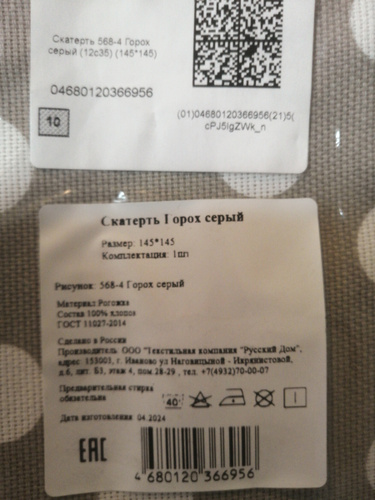 Скатерть 568-4 Горох
серый (12с35) (145*145)
04680120366956
10
(01)04680120366956(21)5(
cPJ5IgZWk_n
Скатерть Горох серый
Размер: 145*145
Комплектация: 1шт
Рисунок: 568-4 Горох серый
Материал Рогожка
Состав 100% хлопок
ГОСТ 11027-2014
Сделано в России
Производитель ООО "Текстильная компания "Русский Дом",
адрес 153003, г. Иваново ул Наговицыной - Икрянистовой,
д.6, лит. Б3, этаж 4, пом.28-29 , тел. +7(4932)70-00-07
Предварительная стирка
обязательна
40°
Дата изготовления 04.2024
ЕАС
4 680120 366956